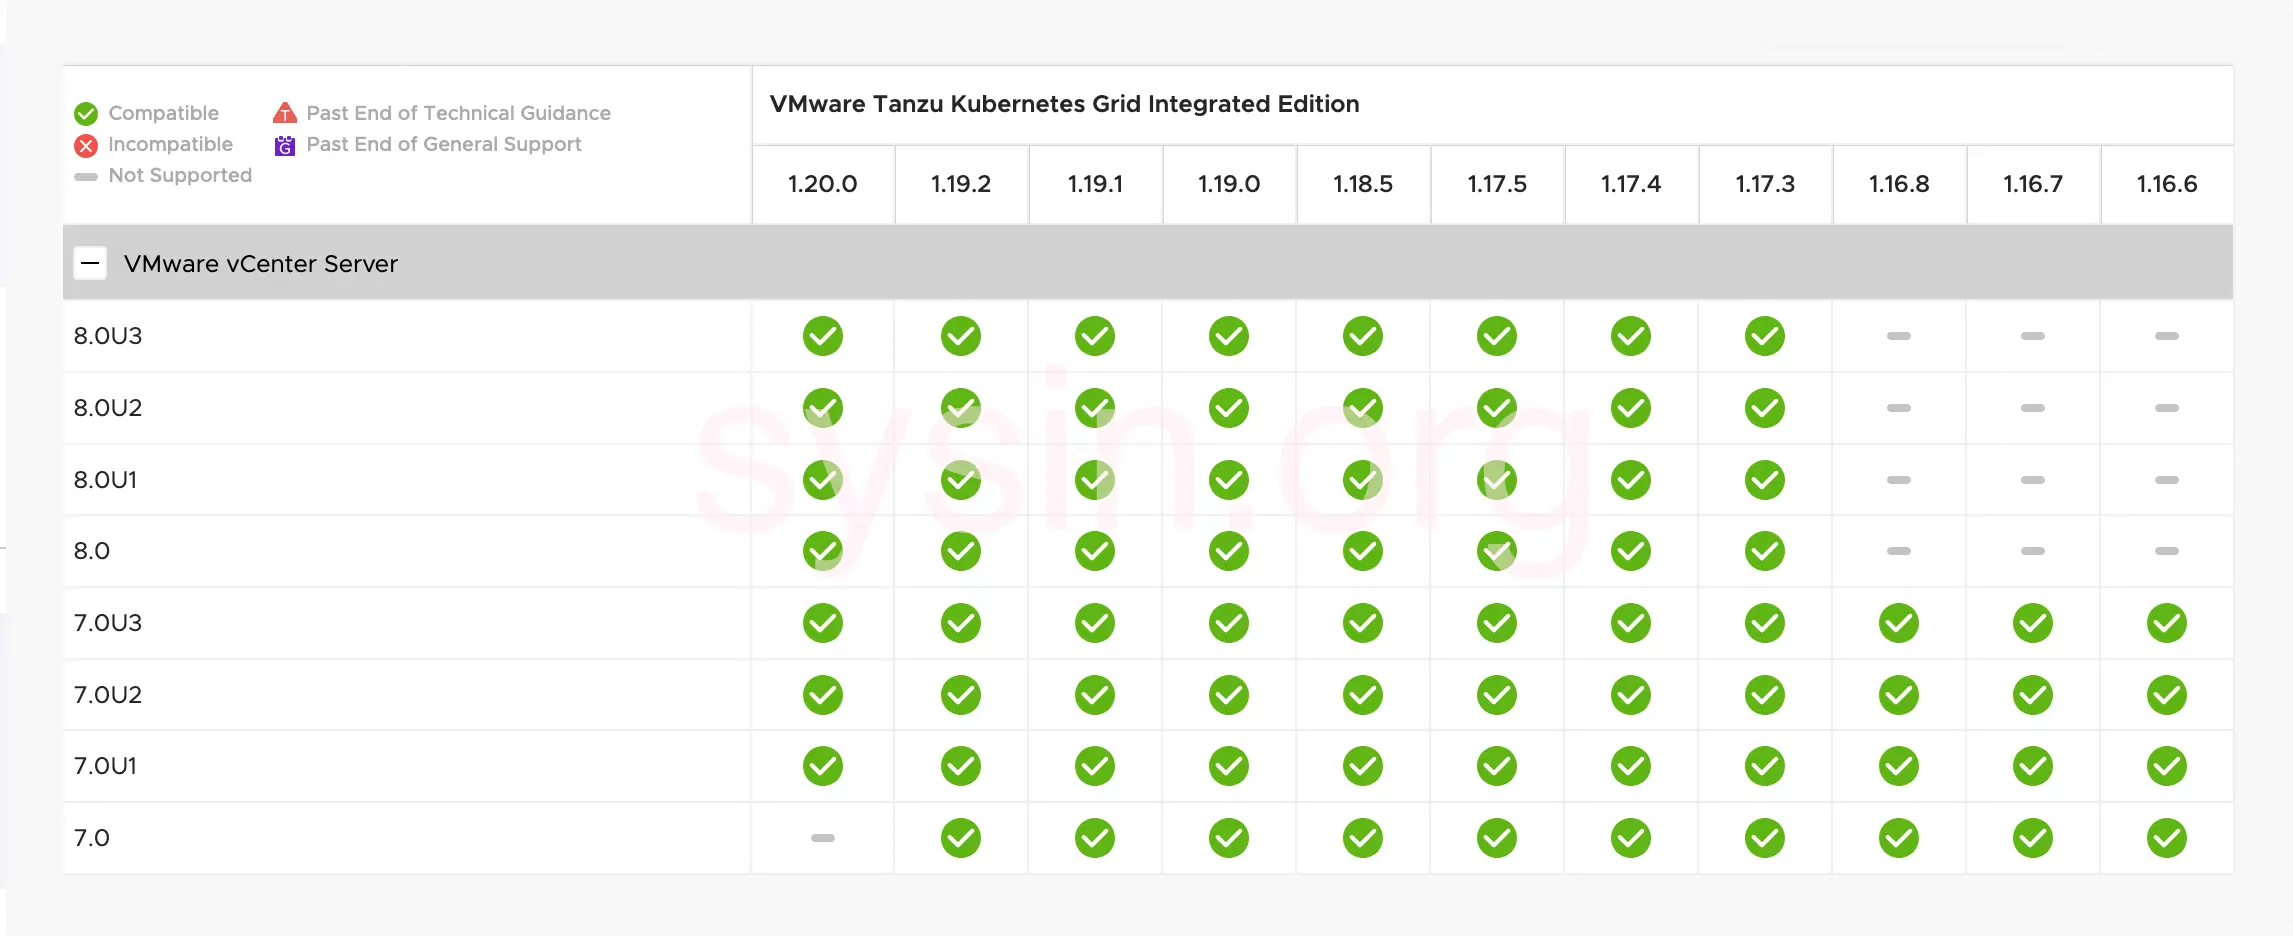 Compatible
Past End of Technical Guidance
Incompatible
Past End of General Support
Not Supported
VMware Tanzu Kubernetes Grid Integrated Edition
1.20.0 1.19.2 1.19.1 1.19.0 1.18.5 1.17.5 1.17.4 1.17.3 1.16.8 1.16.7 1.16.6
VMware vCenter Server
8.0U3
8.0U2
8.0U1
8.0
7.0U3
7.0U2
7.0U1
7.0
sysin.org